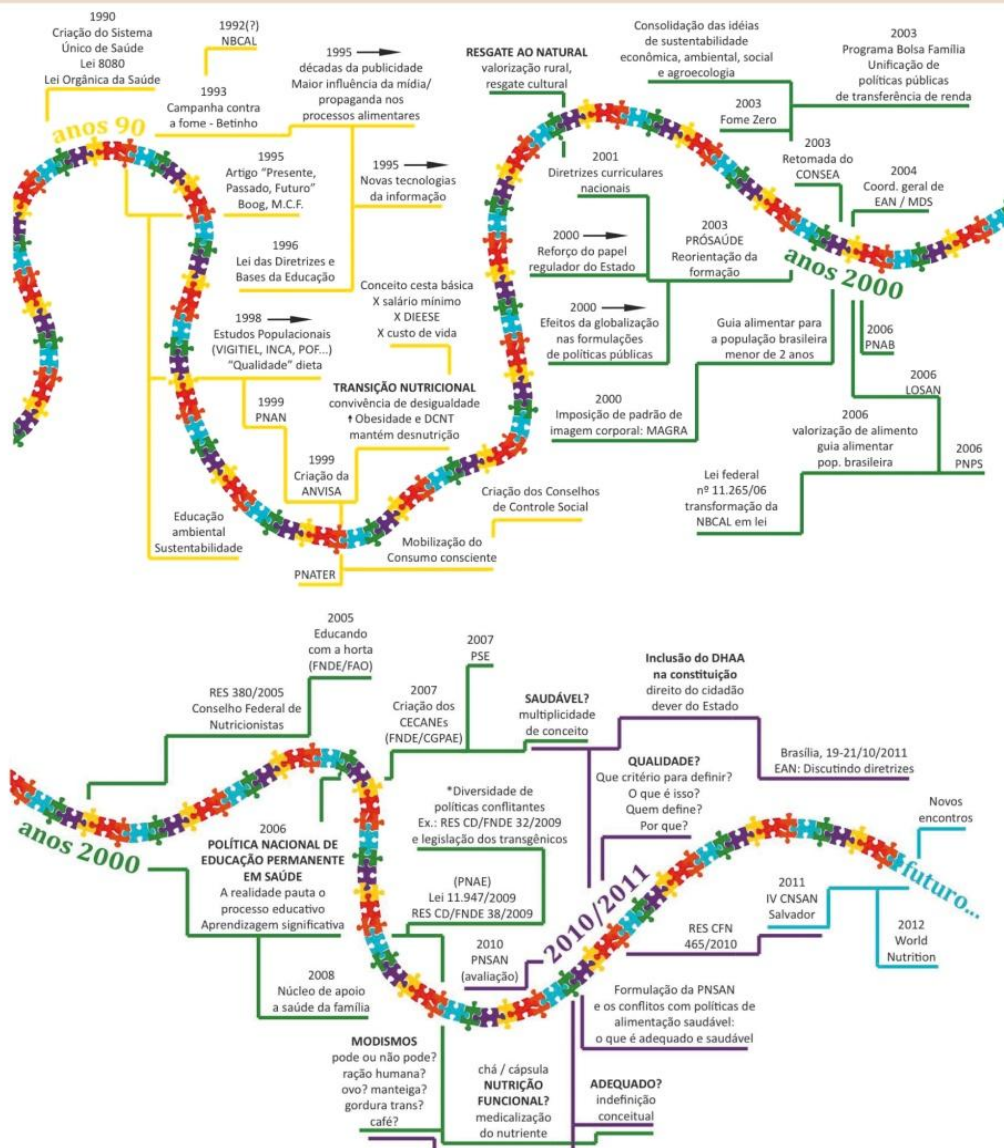 1990
Criação do Sistema
Único de Saúde
Lei 8080
Lei Orgânica da Saúde
1992(?)
NBCAL
anos 90
1993
Campanha contra
a fome - Betinho
1995
décadas da publicidade
Maior influência da mídia/
propaganda nos
processos alimentares
1995
Artigo "Presente,
Passado, Futuro"
Boog, M.C.F.
1995
Novas tecnologias
da informação
1996
Lei das Diretrizes e
Bases da Educação
1998
Estudos Populacionais
(VIGITIEL, INCA, POF...)
"Qualidade" dieta
Conceito cesta básica
X salário mínimo
X DIEESE
X custo de vida
1999
PNAN
TRANSIÇÃO NUTRICIONAL
convivência de desigualdade
↑ Obesidade e DCNT
mantém desnutrição
1999
Criação da
ANVISA
Educação
ambiental
Sustentabilidade
PNATER
Mobilização do
Consumo consciente
Criação dos Conselhos
de Controle Social
RESGATE AO NATURAL
valorização rural,
resgate cultural
Consolidação das idéias
de sustentabilidade
econômica, ambiental, social
e agroecologia
2003
Programa Bolsa Família
Unificação de
políticas públicas
de transferência de renda
2003
Fome Zero
2003
Retomada do
CONSEA
2004
Coord. geral de
EAN / MDS
2001
Diretrizes curriculares
nacionais
2000
Reforço do papel
regulador do Estado
2003
PRÓSAÚDE
Reorientação da
formação
anos 2000
2000
Efeitos da globalização
nas formulações
de políticas públicas
Guia alimentar para
a população brasileira
menor de 2 anos
2006
PNAB
2000
Imposição de padrão de
imagem corporal: MAGRA
2006
LOSAN
2006
valorização de alimento
guia alimentar
pop. brasileira
2006
PNPS
Lei federal
nº 11.265/06
transformação da
NBCAL em lei
2005
Educando
com a horta
(FNDE/FAO)
RES 380/2005
Conselho Federal de
Nutricionistas
2007
PSE
2007
Criação dos
CECANEs
(FNDE/CGPAE)
SAUDÁVEL?
multiplicidade
de conceito
Inclusão do DHAA
na constituição
direito do cidadão
dever do Estado
Brasília, 19-21/10/2011
EAN: Discutindo diretrizes
QUALIDADE?
Que critério para definir?
O que é isso?
Quem define?
Por que?
anos 2000
2006
POLÍTICA NACIONAL DE
EDUCAÇÃO PERMANENTE
EM SAÚDE
A realidade pauta o
processo educativo
Aprendizagem significativa
*Diversidade de
políticas conflitantes
Ex.: RES CD/FNDE 32/2009
e legislação dos transgênicos
(PNAE)
Lei 11.947/2009
RES CD/FNDE 38/2009
Novos
encontros
futuro...
2010/2011
2010
PNSAN
(avaliação)
RES CFN
465/2010
2011
IV CNSAN
Salvador
2012
World
Nutrition
2008
Núcleo de apoio
a saúde da família
Formulação da PNSAN
e os conflitos com políticas de
alimentação saudável:
o que é adequado e saudável
MODISMOS
pode ou não pode?
ração humana?
ovo? manteiga?
gordura trans?
café?
chá / cápsula
NUTRIÇÃO
FUNCIONAL?
medicalização
do nutriente
ADEQUADO?
indefinição
conceitual